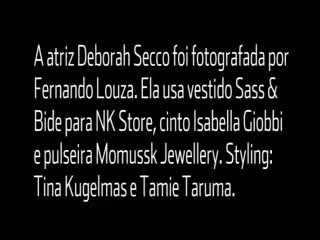 A atriz Deborah Secco foi fotografada por
Fernando Louza. Ela usa vestido Sass &
Bide para NK Store, cinto Isabella Giobbi
e pulseira Momussk Jewellery. Styling:
Tina Kugelmas e Tamie Taruma.